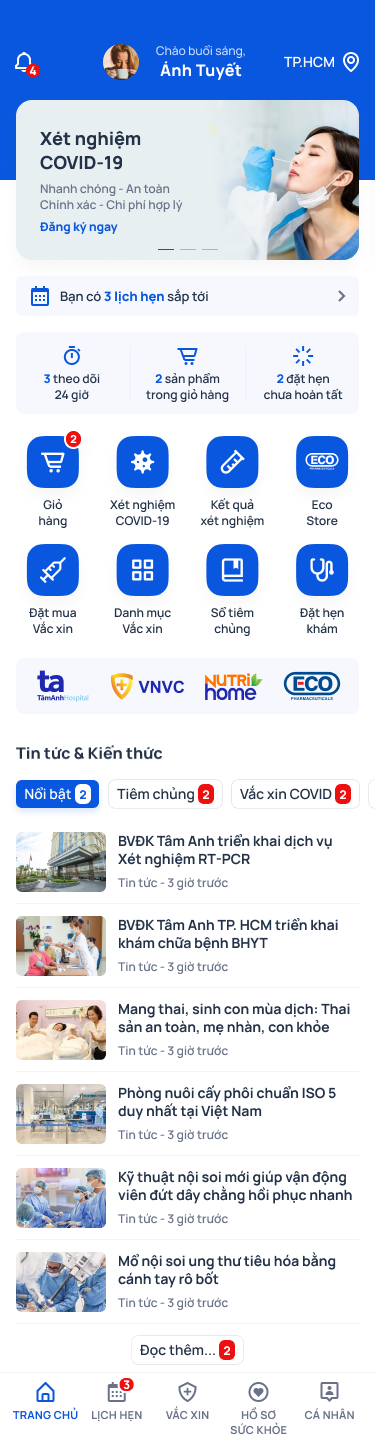 4
Chào buổi sáng,
Ánh Tuyết
TP.HCM
Xét nghiệm
COVID-19
Nhanh chóng - An toàn
Chính xác - Chi phí hợp lý
Đăng ký ngay
Bạn có 3 lịch hẹn sắp tới
3 theo dõi
24 giờ
2 sản phẩm
trong giỏ hàng
2 đặt hẹn
chưa hoàn tất
2
Giỏ
hàng
Xét nghiệm
COVID-19
Kết quả
xét nghiệm
ECO
PHARMACEUTICALS
Eco
Store
Đặt mua
Vắc xin
Danh mục
Vắc xin
Sổ tiêm
chủng
Đặt hẹn
khám
ta
TâmAnh Hospital
VNVC
NUTRi
home
ECO
PHARMACEUTICALS
Tin tức & Kiến thức
Nổi bật 2
Tiêm chủng 2
Vắc xin COVID 2
BVĐK Tâm Anh triển khai dịch vụ
Xét nghiệm RT-PCR
Tin tức - 3 giờ trước
BVĐK Tâm Anh TP. HCM triển khai
khám chữa bệnh BHYT
Tin tức - 3 giờ trước
Mang thai, sinh con mùa dịch: Thai
sản an toàn, mẹ nhàn, con khỏe
Tin tức - 3 giờ trước
Phòng nuôi cấy phôi chuẩn ISO 5
duy nhất tại Việt Nam
Tin tức - 3 giờ trước
Kỹ thuật nội soi mới giúp vận động
viên đứt dây chằng hồi phục nhanh
Tin tức - 3 giờ trước
Mổ nội soi ung thư tiêu hóa bằng
cánh tay rô bốt
Tin tức - 3 giờ trước
Đọc thêm... 2
TRANG CHỦ
3
LỊCH HẸN
VẮC XIN
HỒ SƠ
SỨC KHỎE
CÁ NHÂN